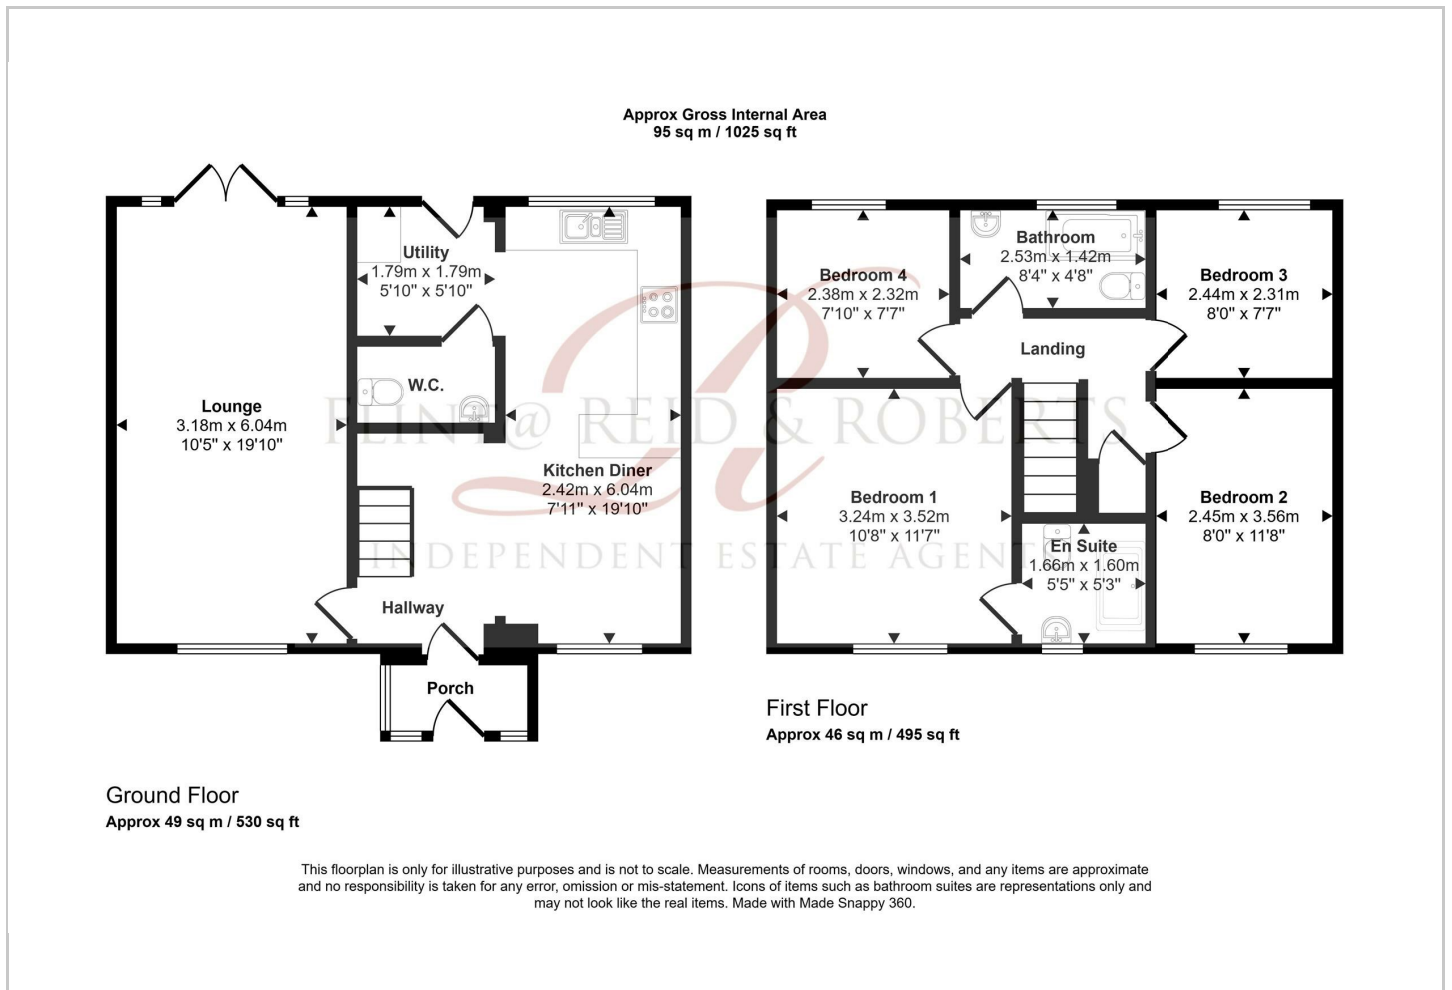 Approx Gross Internal Area
95 sq m / 1025 sq ft
Utility
1.79m x 1.79m
5'10" x 5'10"
W.C.
Lounge
3.18m x 6.04m
10'5" x 19'10"
Kitchen Diner
2.42m x 6.04m
7'11" x 19'10"
Hallway
Porch
Ground Floor
Approx 49 sq m / 530 sq ft
Bedroom 4
2.38m x 2.32m
7'10" x 7'7"
Bathroom
2.53m x 1.42m
8'4" x 4'8"
Bedroom 3
2.44m x 2.31m
8'0" x 7'7"
Landing
Bedroom 1
3.24m x 3.52m
10'8" x 11'7"
Bedroom 2
2.45m x 3.56m
8'0" x 11'8"
En Suite
1.66m x 1.60m
5'5" x 5'3"
First Floor
Approx 46 sq m / 495 sq ft
R
FLINT@ REID & ROBERTS
INDEPENDENT ESTATE AGENTS
This floorplan is only for illustrative purposes and is not to scale. Measurements of rooms, doors, windows, and any items are approximate
and no responsibility is taken for any error, omission or mis-statement. Icons of items such as bathroom suites are representations only and
may not look like the real items. Made with Made Snappy 360.